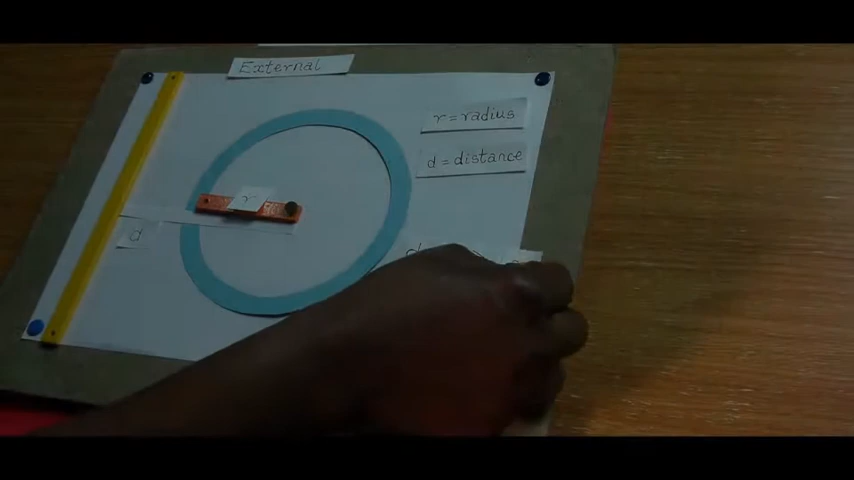 External
r = radius
d = distance
r
d